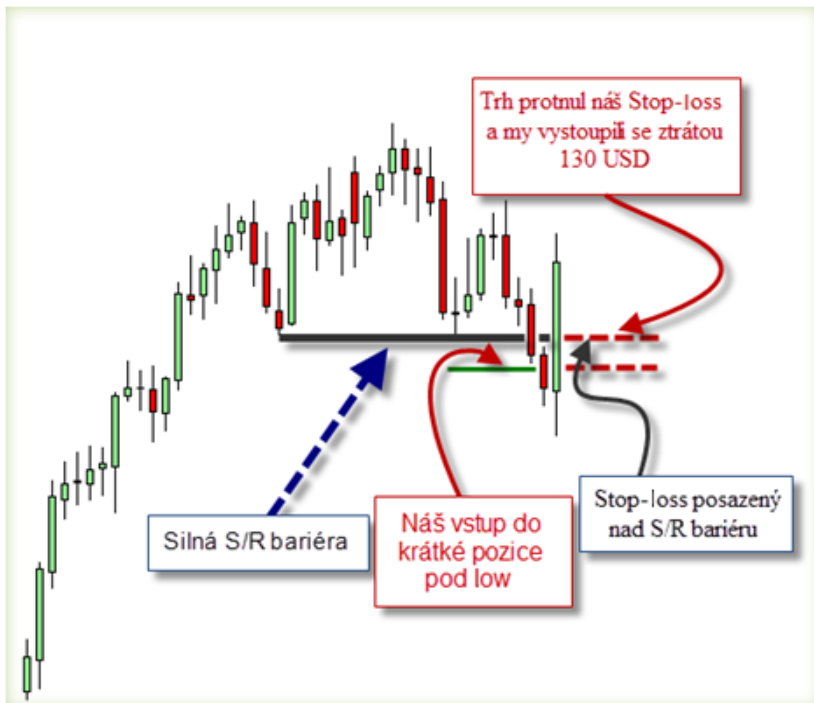 Trh protnul náš Stop-loss
a my vystoupili se ztrátou
130 USD
Silná S/R bariéra
Náš vstup do
krátké pozice
pod low
Stop-loss posazený
nad S/R bariéru